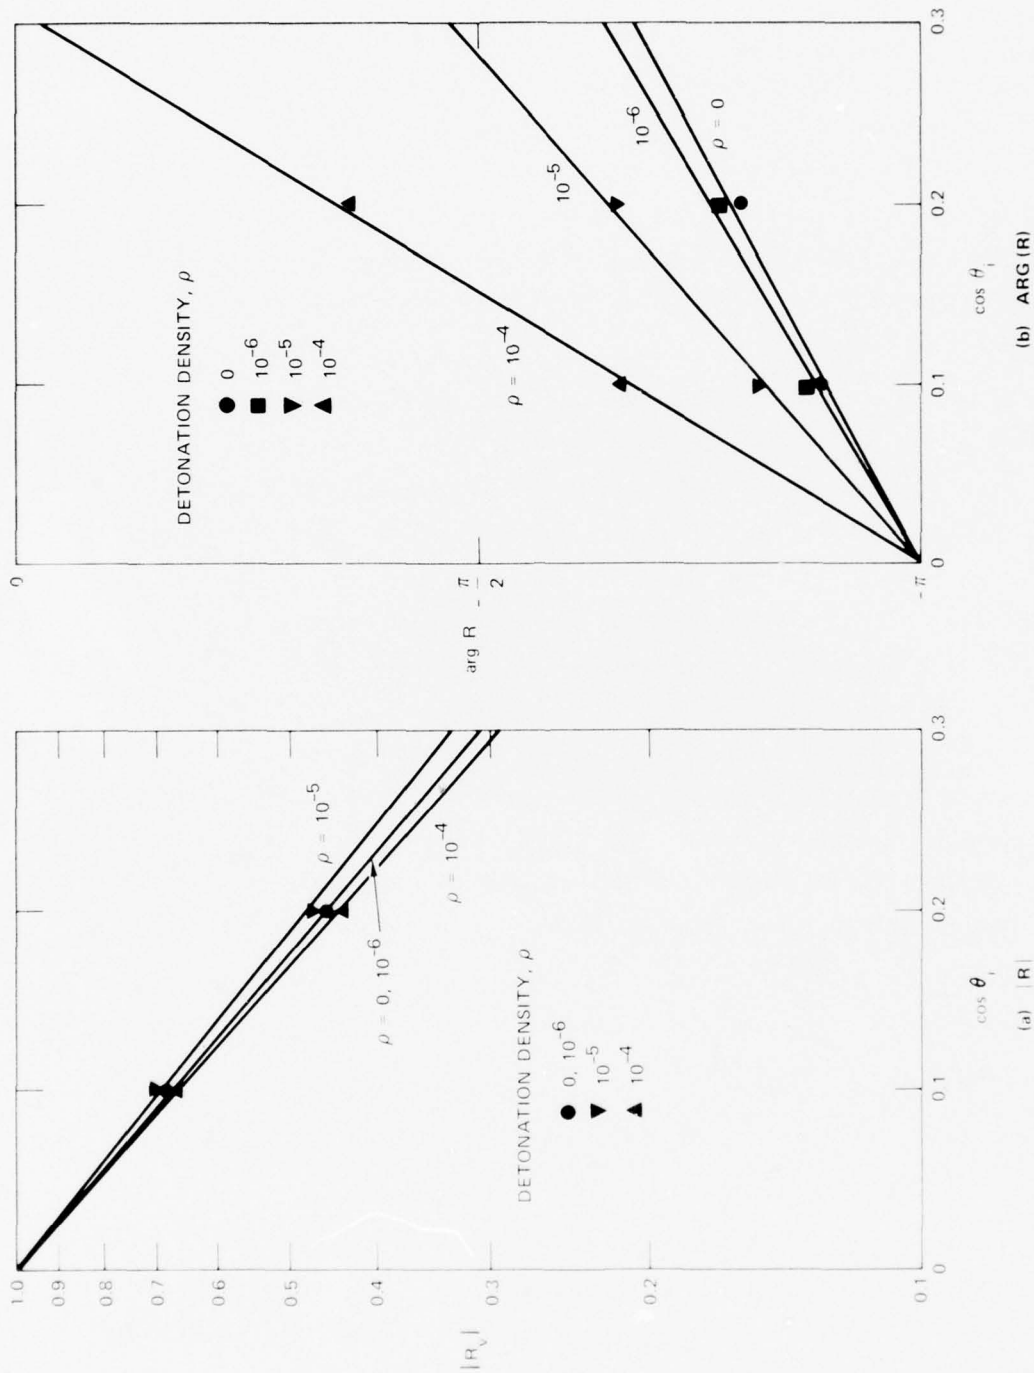 |R_v|
1.0
0.9
0.8
0.7
0.6
0.5
0.4
0.3
0.2
0.1
0
0.1
0.2
0.3
cos θ_i
ρ = 10⁻⁵
ρ = 0, 10⁻⁶
ρ = 10⁻⁴
DETONATION DENSITY, ρ
● 0, 10⁻⁶
▼ 10⁻⁵
▲ 10⁻⁴
(a) |R|
arg R
0
-π/2
-π
0
0.1
0.2
0.3
cos θ_i
DETONATION DENSITY, ρ
● 0
■ 10⁻⁶
▼ 10⁻⁵
▲ 10⁻⁴
ρ = 10⁻⁴
10⁻⁵
10⁻⁶
ρ = 0
(b) ARG (R)